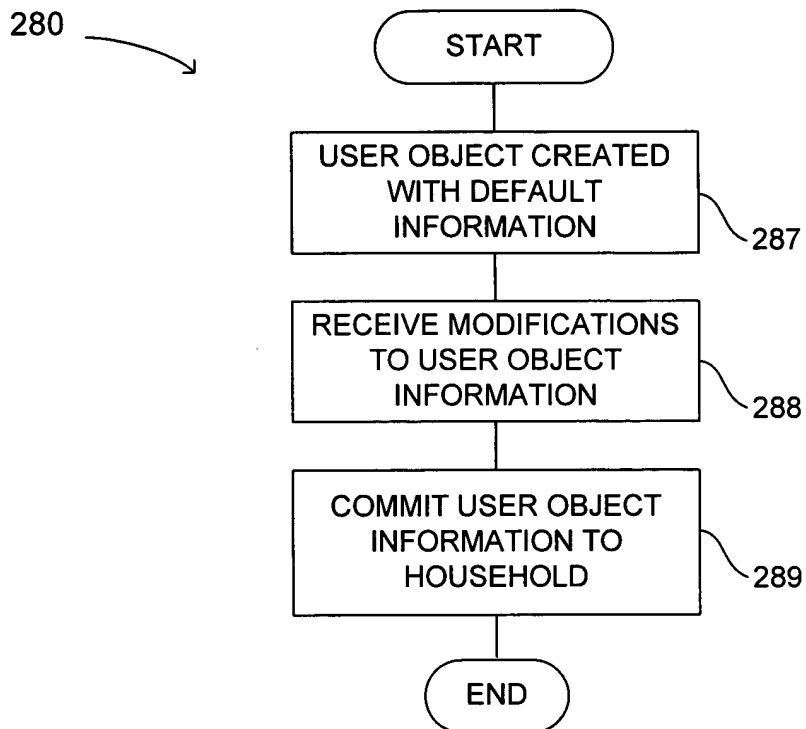 280
START
USER OBJECT CREATED
WITH DEFAULT
INFORMATION
287
RECEIVE MODIFICATIONS
TO USER OBJECT
INFORMATION
288
COMMIT USER OBJECT
INFORMATION TO
HOUSEHOLD
289
END